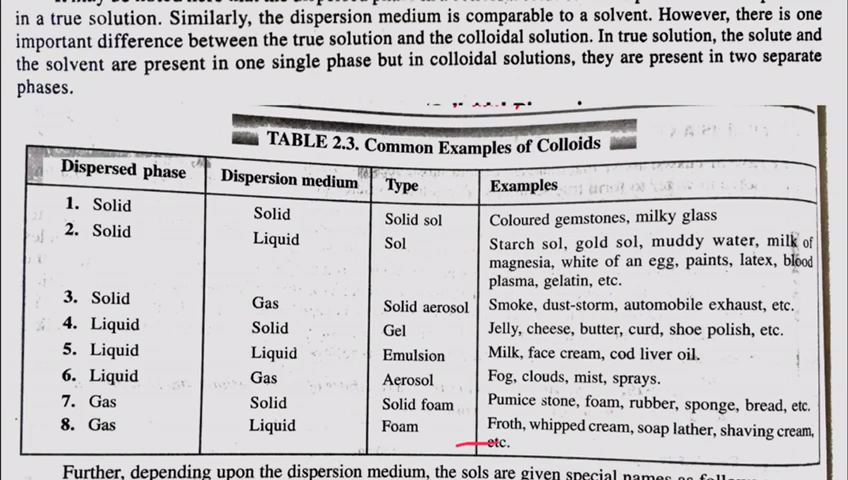 in a true solution. Similarly, the dispersion medium is comparable to a solvent. However, there is one
important difference between the true solution and the colloidal solution. In true solution, the solute and
the solvent are present in one single phase but in colloidal solutions, they are present in two separate
phases.
TABLE 2.3. Common Examples of Colloids
Dispersed phase Dispersion medium Type Examples
1. Solid Solid Solid sol Coloured gemstones, milky glass
2. Solid Liquid Sol Starch sol, gold sol, muddy water, milk of
magnesia, white of an egg, paints, latex, blood
plasma, gelatin, etc.
3. Solid Gas Solid aerosol Smoke, dust-storm, automobile exhaust, etc.
4. Liquid Solid Gel Jelly, cheese, butter, curd, shoe polish, etc.
5. Liquid Liquid Emulsion Milk, face cream, cod liver oil.
6. Liquid Gas Aerosol Fog, clouds, mist, sprays.
7. Gas Solid Solid foam Pumice stone, foam, rubber, sponge, bread, etc.
8. Gas Liquid Foam Froth, whipped cream, soap lather, shaving cream,
etc.
Further, depending upon the dispersion medium, the sols are given special names as